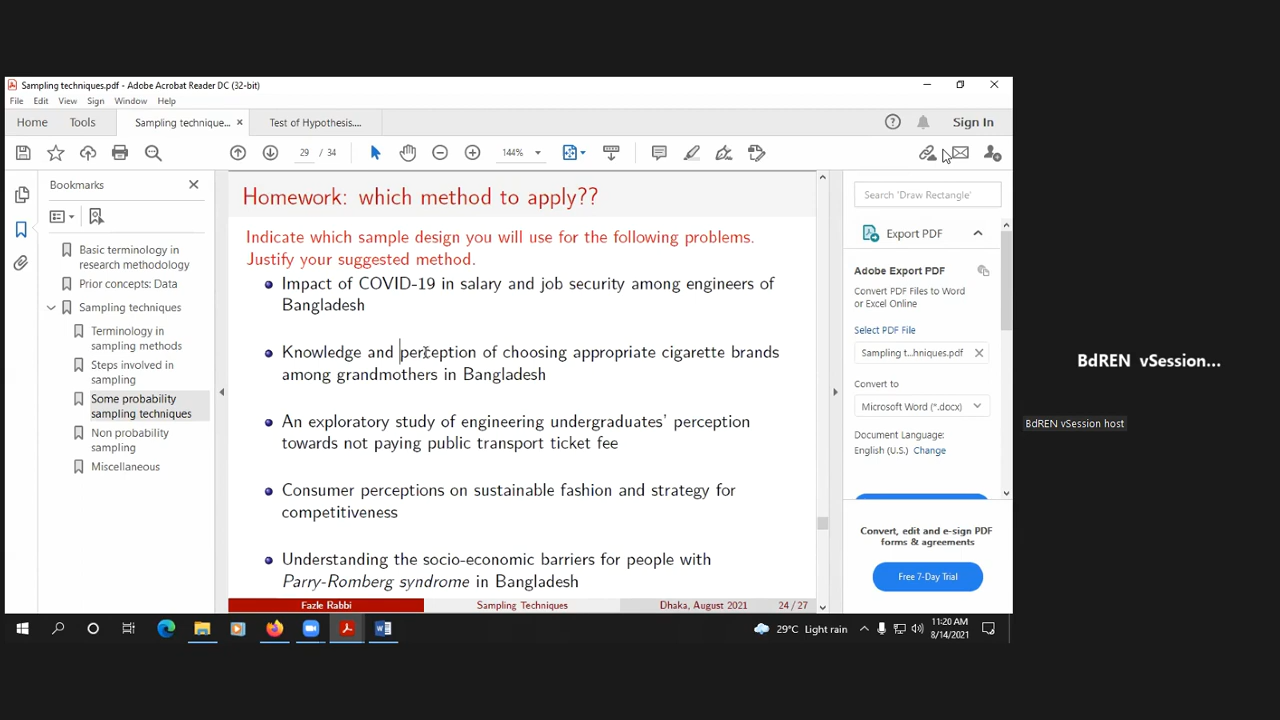 Sampling techniques.pdf - Adobe Acrobat Reader DC (32-bit)
File Edit View Sign Window Help
Home Tools Sampling technique... × Test of Hypothesis.... Sign In
29 / 34 144%
Bookmarks
Basic terminology in
research methodology
Prior concepts: Data
Sampling techniques
Terminology in
sampling methods
Steps involved in
sampling
Some probability
sampling techniques
Non probability
sampling
Miscellaneous
Homework: which method to apply??
Indicate which sample design you will use for the following problems.
Justify your suggested method.
Impact of COVID-19 in salary and job security among engineers of
Bangladesh
Knowledge and perception of choosing appropriate cigarette brands
among grandmothers in Bangladesh
An exploratory study of engineering undergraduates' perception
towards not paying public transport ticket fee
Consumer perceptions on sustainable fashion and strategy for
competitiveness
Understanding the socio-economic barriers for people with
Parry-Romberg syndrome in Bangladesh
Fazle Rabbi Sampling Techniques Dhaka, August 2021 24 / 27
Search 'Draw Rectangle'
Export PDF
Adobe Export PDF
Convert PDF Files to Word
or Excel Online
Select PDF File
Sampling t...hniques.pdf
Convert to
Microsoft Word (*.docx)
Document Language:
English (U.S.) Change
Convert, edit and e-sign PDF
forms & agreements
Free 7-Day Trial
29°C Light rain
11:20 AM
8/14/2021
BdREN vSession...
BdREN vSession host